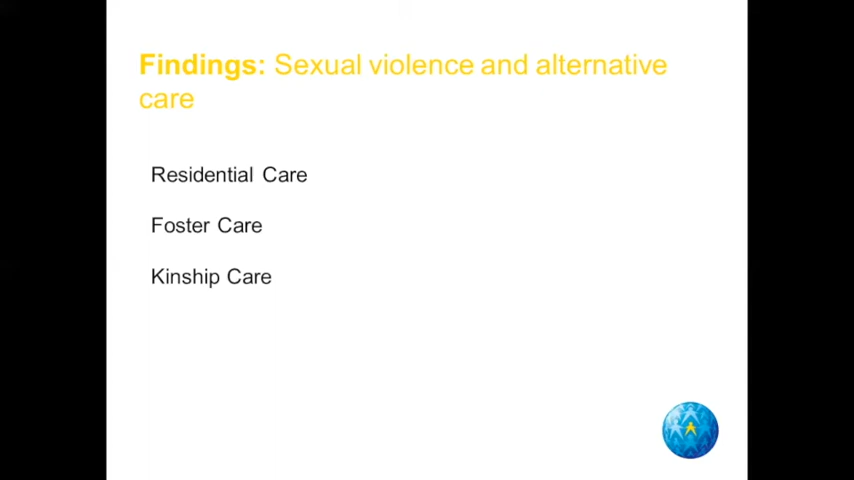 Findings: Sexual violence and alternative
care
Residential Care
Foster Care
Kinship Care